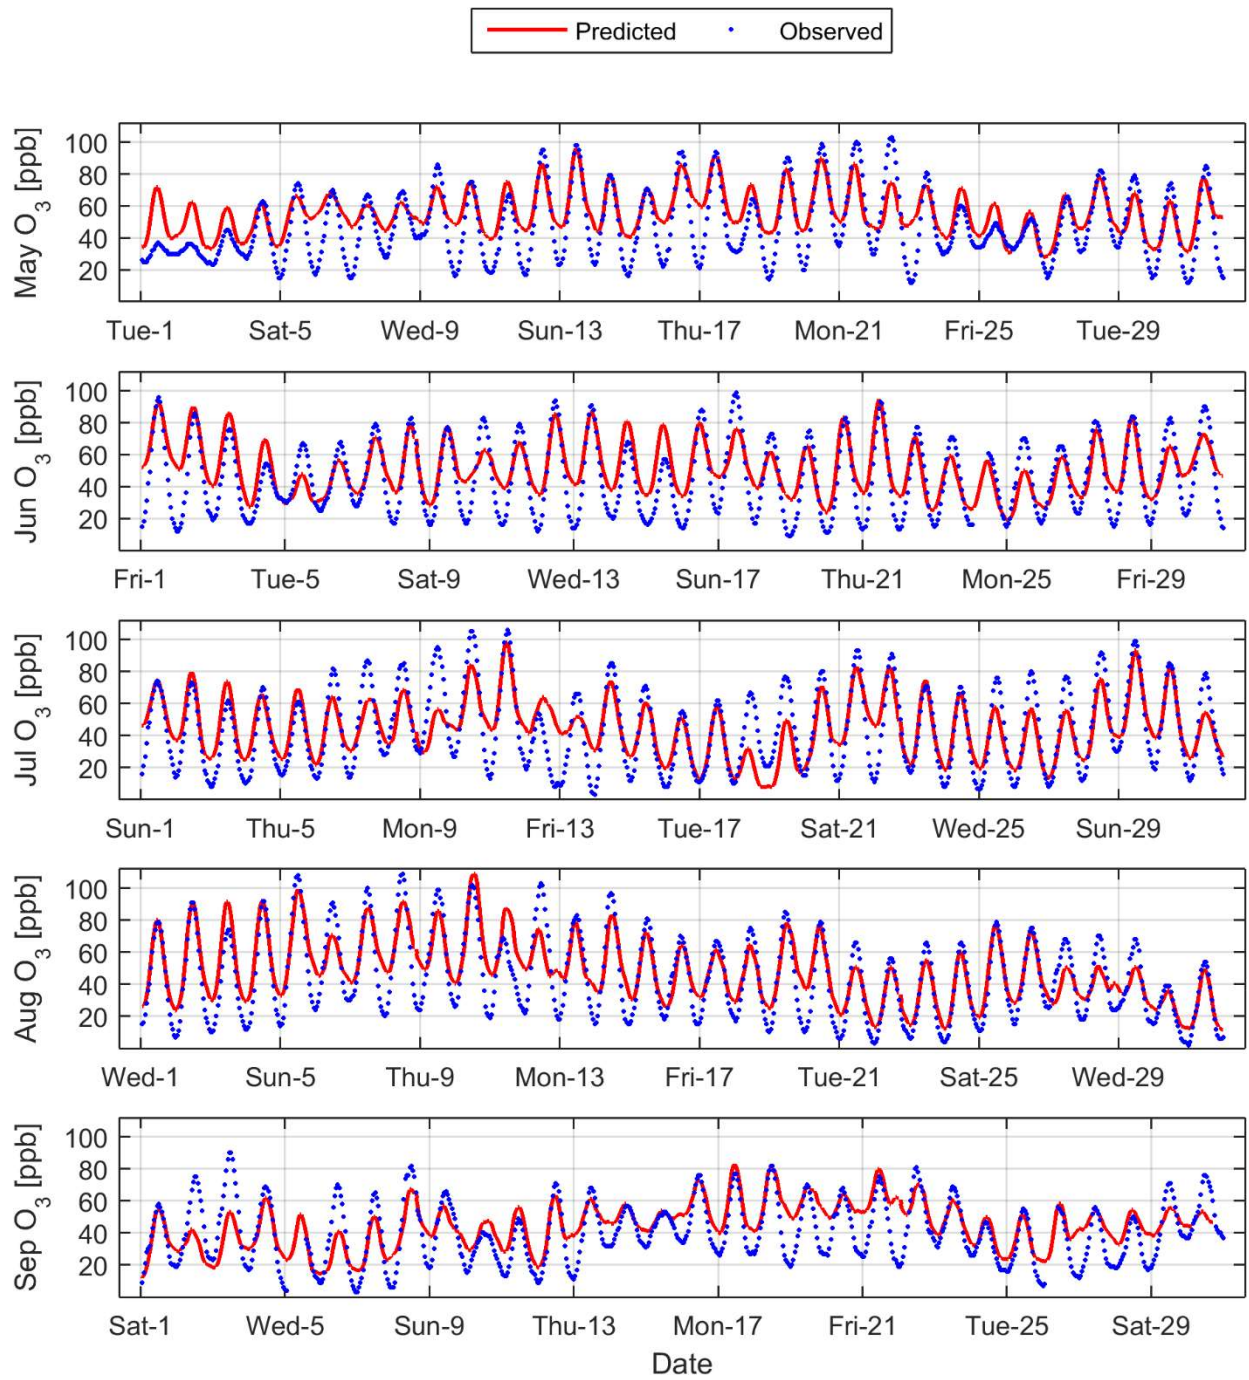 Predicted Observed
May O3 [ppb]
100
80
60
40
20
Tue-1 Sat-5 Wed-9 Sun-13 Thu-17 Mon-21 Fri-25 Tue-29
Jun O3 [ppb]
100
80
60
40
20
Fri-1 Tue-5 Sat-9 Wed-13 Sun-17 Thu-21 Mon-25 Fri-29
Jul O3 [ppb]
100
80
60
40
20
Sun-1 Thu-5 Mon-9 Fri-13 Tue-17 Sat-21 Wed-25 Sun-29
Aug O3 [ppb]
100
80
60
40
20
Wed-1 Sun-5 Thu-9 Mon-13 Fri-17 Tue-21 Sat-25 Wed-29
Sep O3 [ppb]
100
80
60
40
20
Sat-1 Wed-5 Sun-9 Thu-13 Mon-17 Fri-21 Tue-25 Sat-29
Date